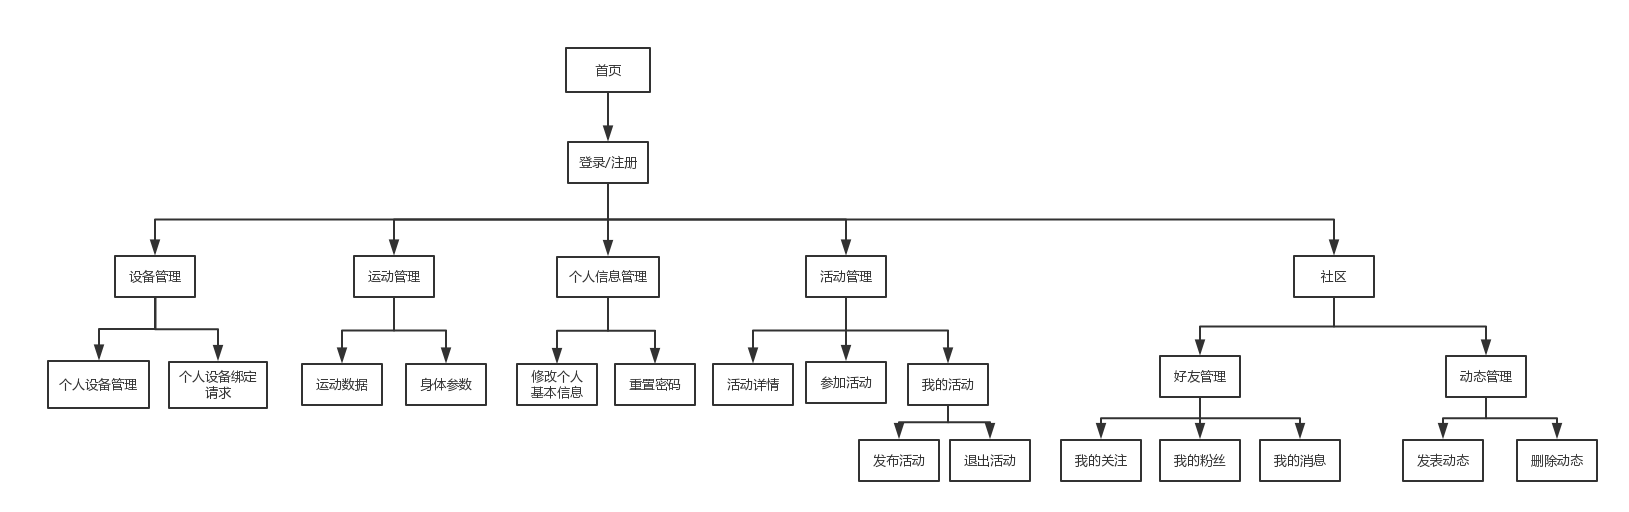 首页
登录/注册
设备管理
运动管理
个人信息管理
活动管理
社区
个人设备管理
个人设备绑定
请求
运动数据
身体参数
修改个人
基本信息
重置密码
活动详情
参加活动
我的活动
好友管理
动态管理
发布活动
退出活动
我的关注
我的粉丝
我的消息
发表动态
删除动态